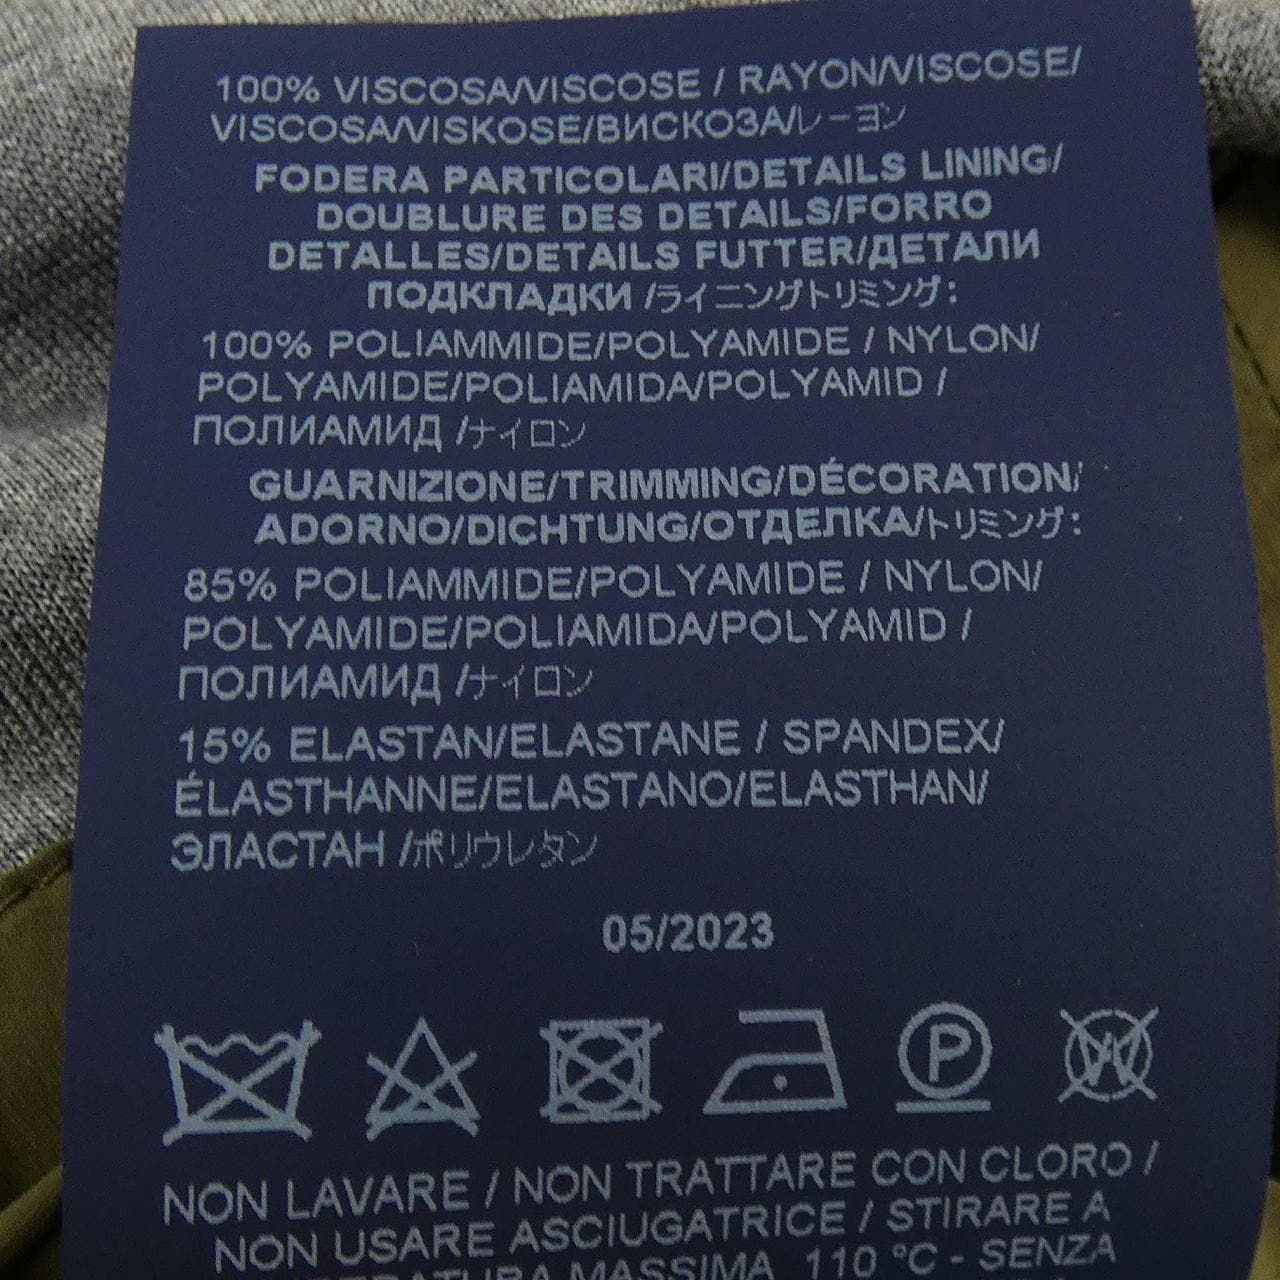 100% VISCOSA/VISCOSE / RAYON/VISCOSE/
VISCOSA/VISKOSE/ВИСКОЗА/レーヨン
FODERA PARTICOLARI/DETAILS LINING/
DOUBLURE DES DETAILS/FORRO
DETALLES/DETAILS FUTTER/ДЕТАЛИ
ПОДКЛАДКИ /ライニングトリミング:
100% POLIAMMIDE/POLYAMIDE / NYLON/
POLYAMIDE/POLIAMIDA/POLYAMID /
ПОЛИАМИД /ナイロン
GUARNIZIONE/TRIMMING/DÉCORATION/
ADORNO/DICHTUNG/ОТДЕЛКА/トリミング:
85% POLIAMMIDE/POLYAMIDE / NYLON/
POLYAMIDE/POLIAMIDA/POLYAMID /
ПОЛИАМИД /ナイロン
15% ELASTAN/ELASTANE / SPANDEX/
ÉLASTHANNE/ELASTANO/ELASTHAN/
ЭЛАСТАН /ポリウレタン
05/2023
P W
NON LAVARE / NON TRATTARE CON CLORO /
NON USARE ASCIUGATRICE / STIRARE A
MASSIMA 110 °C - SENZA